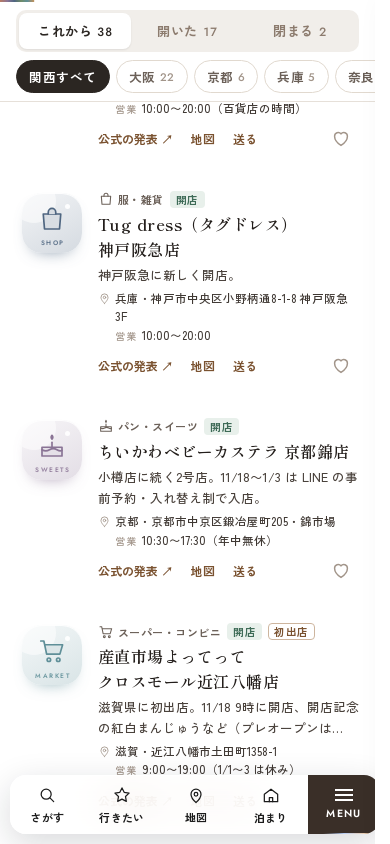 これから 38
開いた 17
閉まる 2
関西すべて
大阪 22
京都 6
兵庫 5
奈良
営業 10:00〜20:00（百貨店の時間）
公式の発表 ↗ 地図 送る
服・雑貨 開店
SHOP
Tug dress（タグドレス）
神戸阪急店
神戸阪急に新しく開店。
兵庫・神戸市中央区小野柄通8-1-8 神戸阪急
3F
営業 10:00〜20:00
公式の発表 ↗ 地図 送る
パン・スイーツ 開店
SWEETS
ちいかわベビーカステラ 京都錦店
小樽店に続く2号店。11/18〜1/3 は LINE の事
前予約・入れ替え制で入店。
京都・京都市中京区鍛冶屋町205・錦市場
営業 10:30〜17:30（年中無休）
公式の発表 ↗ 地図 送る
スーパー・コンビニ 開店 初出店
MARKET
産直市場よってって
クロスモール近江八幡店
滋賀県に初出店。11/18 9時に開店、開店記念
の紅白まんじゅうなど（プレオープンは…
滋賀・近江八幡市土田町1358-1
営業 9:00〜19:00（1/1〜3 は休み）
さがす
行きたい
地図
泊まり
MENU